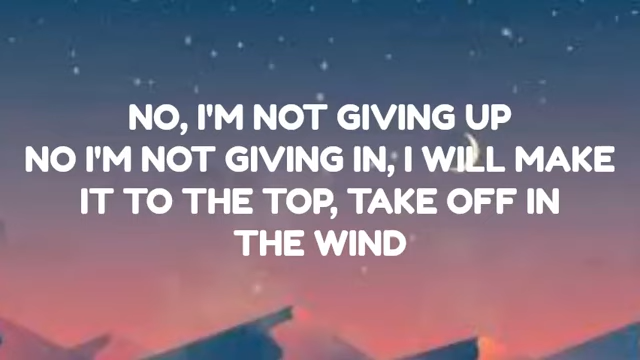 NO, I'M NOT GIVING UP
NO I'M NOT GIVING IN, I WILL MAKE
IT TO THE TOP, TAKE OFF IN
THE WIND